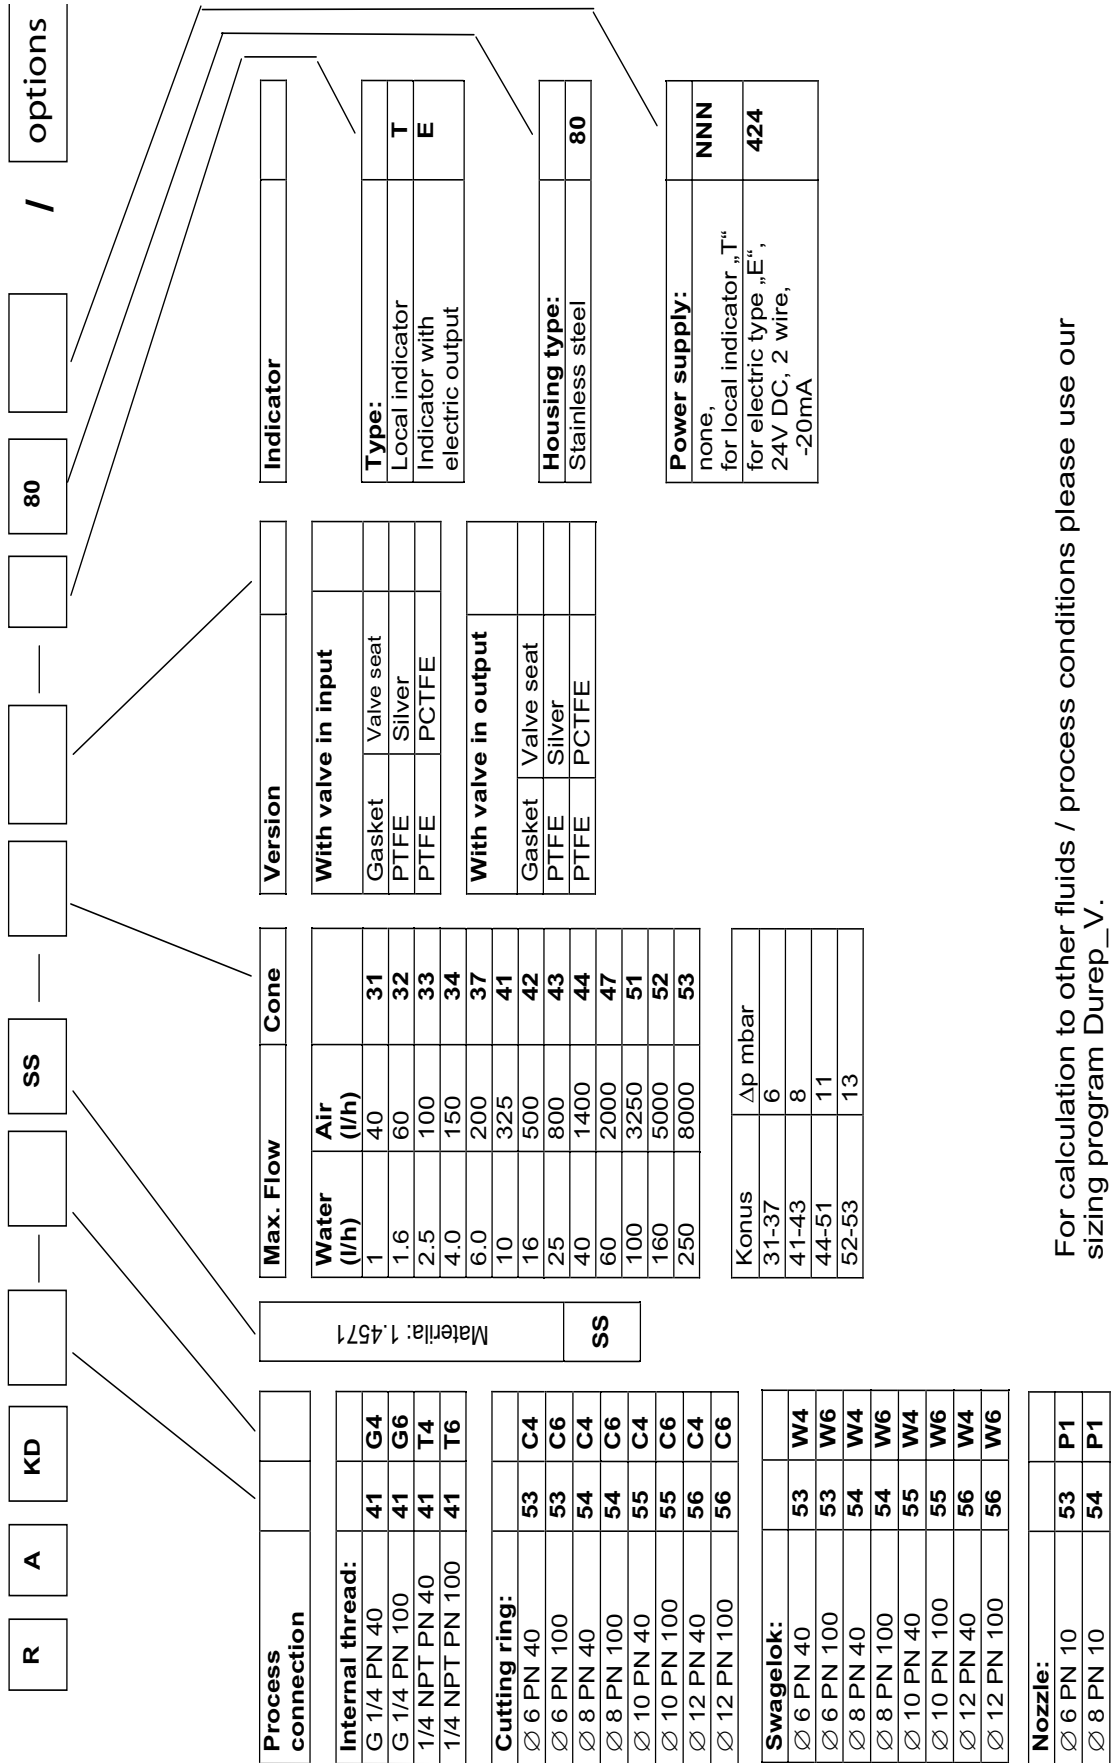 R A KD — — SS — — 80 / options
Process
connection
Internal thread:
G 1/4 PN 40 41 G4
G 1/4 PN 100 41 G6
1/4 NPT PN 40 41 T4
1/4 NPT PN 100 41 T6
Cutting ring:
∅ 6 PN 40 53 C4
∅ 6 PN 100 53 C6
∅ 8 PN 40 54 C4
∅ 8 PN 100 54 C6
∅ 10 PN 40 55 C4
∅ 10 PN 100 55 C6
∅ 12 PN 40 56 C4
∅ 12 PN 100 56 C6
Swagelok:
∅ 6 PN 40 53 W4
∅ 6 PN 100 53 W6
∅ 8 PN 40 54 W4
∅ 8 PN 100 54 W6
∅ 10 PN 40 55 W4
∅ 10 PN 100 55 W6
∅ 12 PN 40 56 W4
∅ 12 PN 100 56 W6
Nozzle:
∅ 6 PN 10 53 P1
∅ 8 PN 10 54 P1
Materila: 1.4571
SS
Max. Flow Cone
Water Air
(l/h) (l/h)
1 40 31
1.6 60 32
2.5 100 33
4.0 150 34
6.0 200 37
10 325 41
16 500 42
25 800 43
40 1400 44
60 2000 47
100 3250 51
160 5000 52
250 8000 53
Konus Δp mbar
31-37 6
41-43 8
44-51 11
52-53 13
Version
With valve in input
Gasket Valve seat
PTFE Silver
PTFE PCTFE
With valve in output
Gasket Valve seat
PTFE Silver
PTFE PCTFE
Indicator
Type:
Local indicator T
Indicator with E
electric output
Housing type:
Stainless steel 80
Power supply:
none, NNN
for local indicator „T“
for electric type „E“, 424
24V DC, 2 wire,
-20mA
For calculation to other fluids / process conditions please use our
sizing program Durep_V.